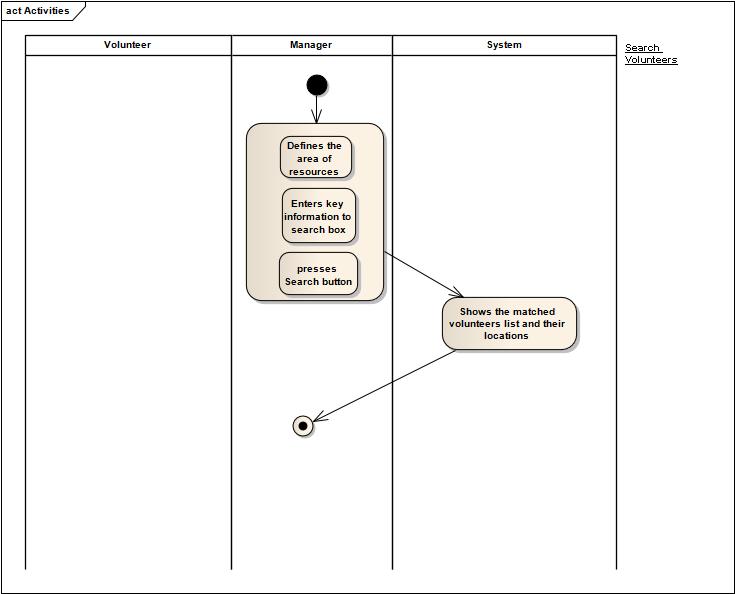 act Activities
Volunteer
Manager
System
Search
Volunteers
Defines the
area of
resources
Enters key
information to
search box
presses
Search button
Shows the matched
volunteers list and their
locations